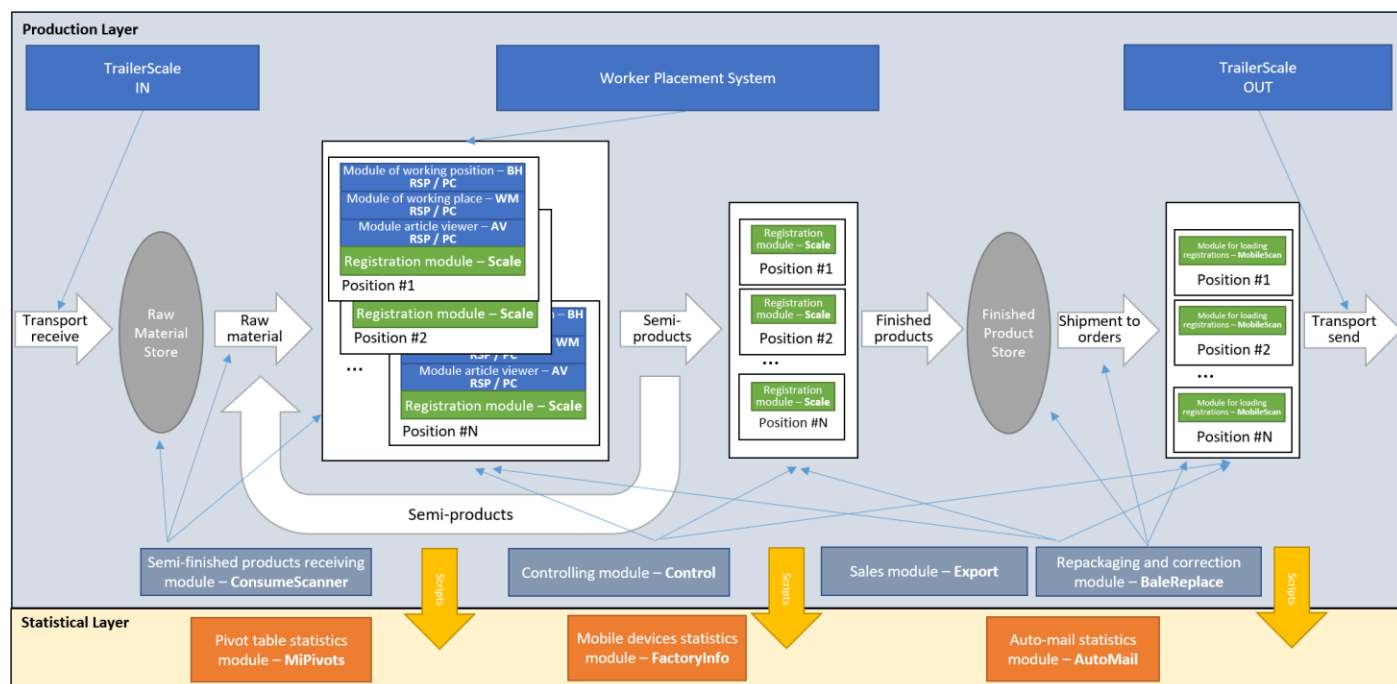 Production Layer
TrailerScale
IN
Worker Placement System
TrailerScale
OUT
Transport
receive
Raw
Material
Store
Raw
material
Module of working position – BH
RSP / PC
Module of working place – WM
RSP / PC
Module article viewer – AV
RSP / PC
Registration module – Scale
Position #1
Registration module – Scale
Position #2
...
on – BH
WM
RSP / PC
Module article viewer – AV
RSP / PC
Registration module – Scale
Position #N
Semi-
products
Semi-products
Registration
module – Scale
Position #1
Registration
module – Scale
Position #2
...
Registration
module – Scale
Position #N
Finished
products
Finished
Product
Store
Shipment to
orders
Module for loading
registrations – MobileScan
Position #1
Module for loading
registrations – MobileScan
Position #2
...
Module for loading
registrations – MobileScan
Position #N
Transport
send
Semi-finished products receiving
module – ConsumeScanner
Controlling module – Control
Sales module – Export
Repackaging and correction
module – BaleReplace
Scripts
Scripts
Scripts
Statistical Layer
Pivot table statistics
module – MiPivots
Mobile devices statistics
module – FactoryInfo
Auto-mail statistics
module – AutoMail